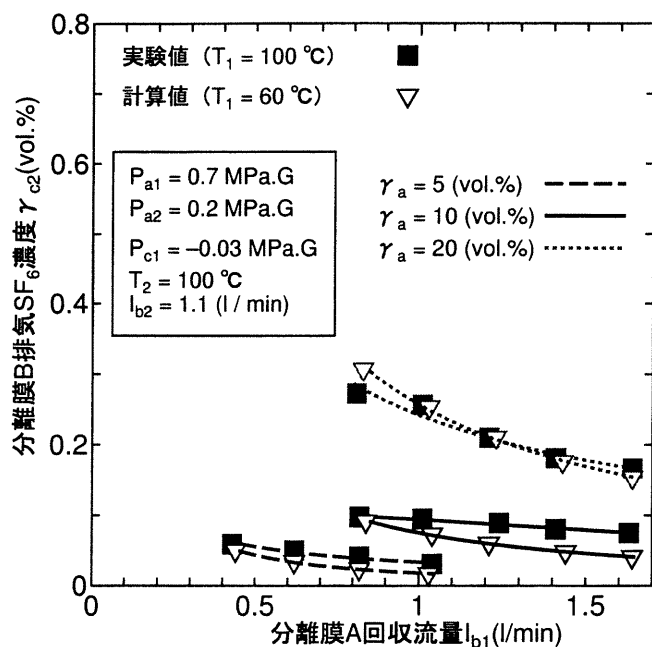 0.8
0.6
0.4
0.2
0
分離膜B排気SF₆濃度 γc2(vol.%)
実験値 (T₁ = 100 ℃)
計算値 (T₁ = 60 ℃)
Pa1 = 0.7 MPa.G
Pa2 = 0.2 MPa.G
Pc1 = −0.03 MPa.G
T₂ = 100 ℃
lb2 = 1.1 (l / min)
γa = 5 (vol.%)
γa = 10 (vol.%)
γa = 20 (vol.%)
0 0.5 1 1.5
分離膜A回収流量lb1(l/min)